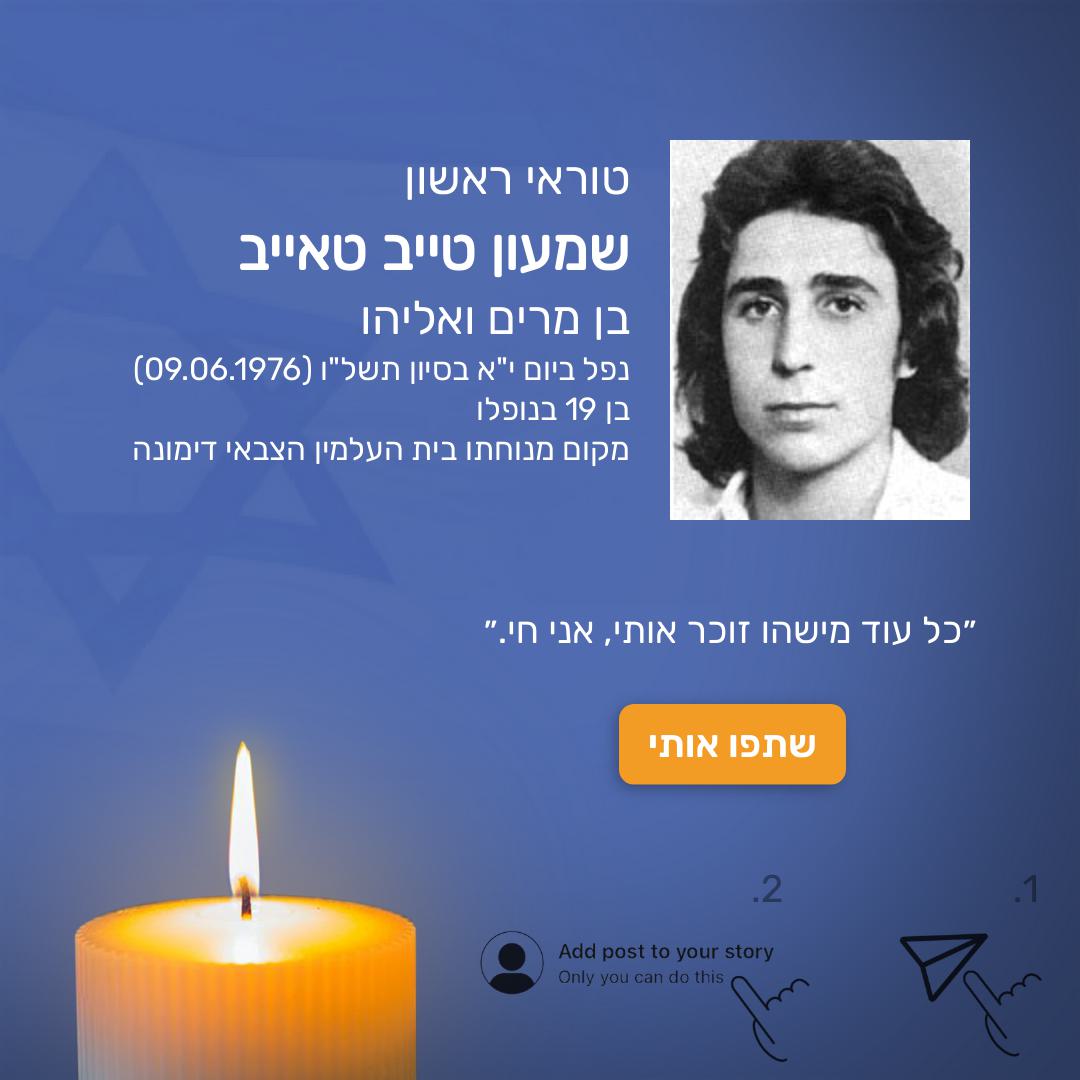 טוראי ראשון
שמעון טייב טאייב
בן מרים ואליהו
נפל ביום י"א בסיון תשל"ו (09.06.1976)
בן 19 בנופלו
מקום מנוחתו בית העלמין הצבאי דימונה
״כל עוד מישהו זוכר אותי, אני חי.״
שתפו אותי
1.
2.
Add post to your story
Only you can do this